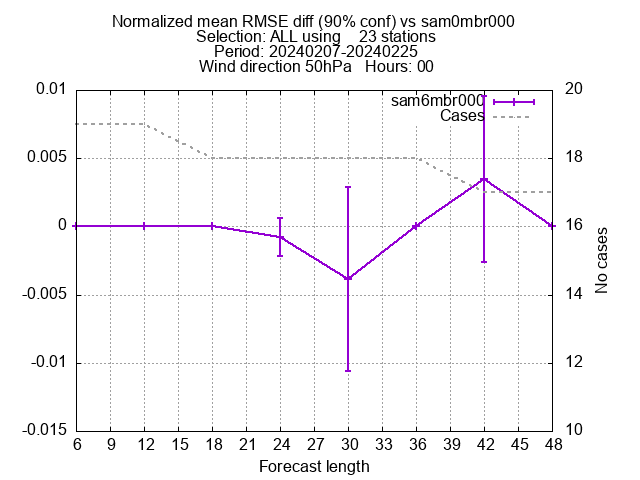 Normalized mean RMSE diff (90% conf) vs sam0mbr000
Selection: ALL using    23 stations
Period: 20240207-20240225
Wind direction 50hPa   Hours: 00
sam6mbr000
Cases
0.01
0.005
0
-0.005
-0.01
-0.015
20
18
16
14
12
10
No cases
6 9 12 15 18 21 24 27 30 33 36 39 42 45 48
Forecast length